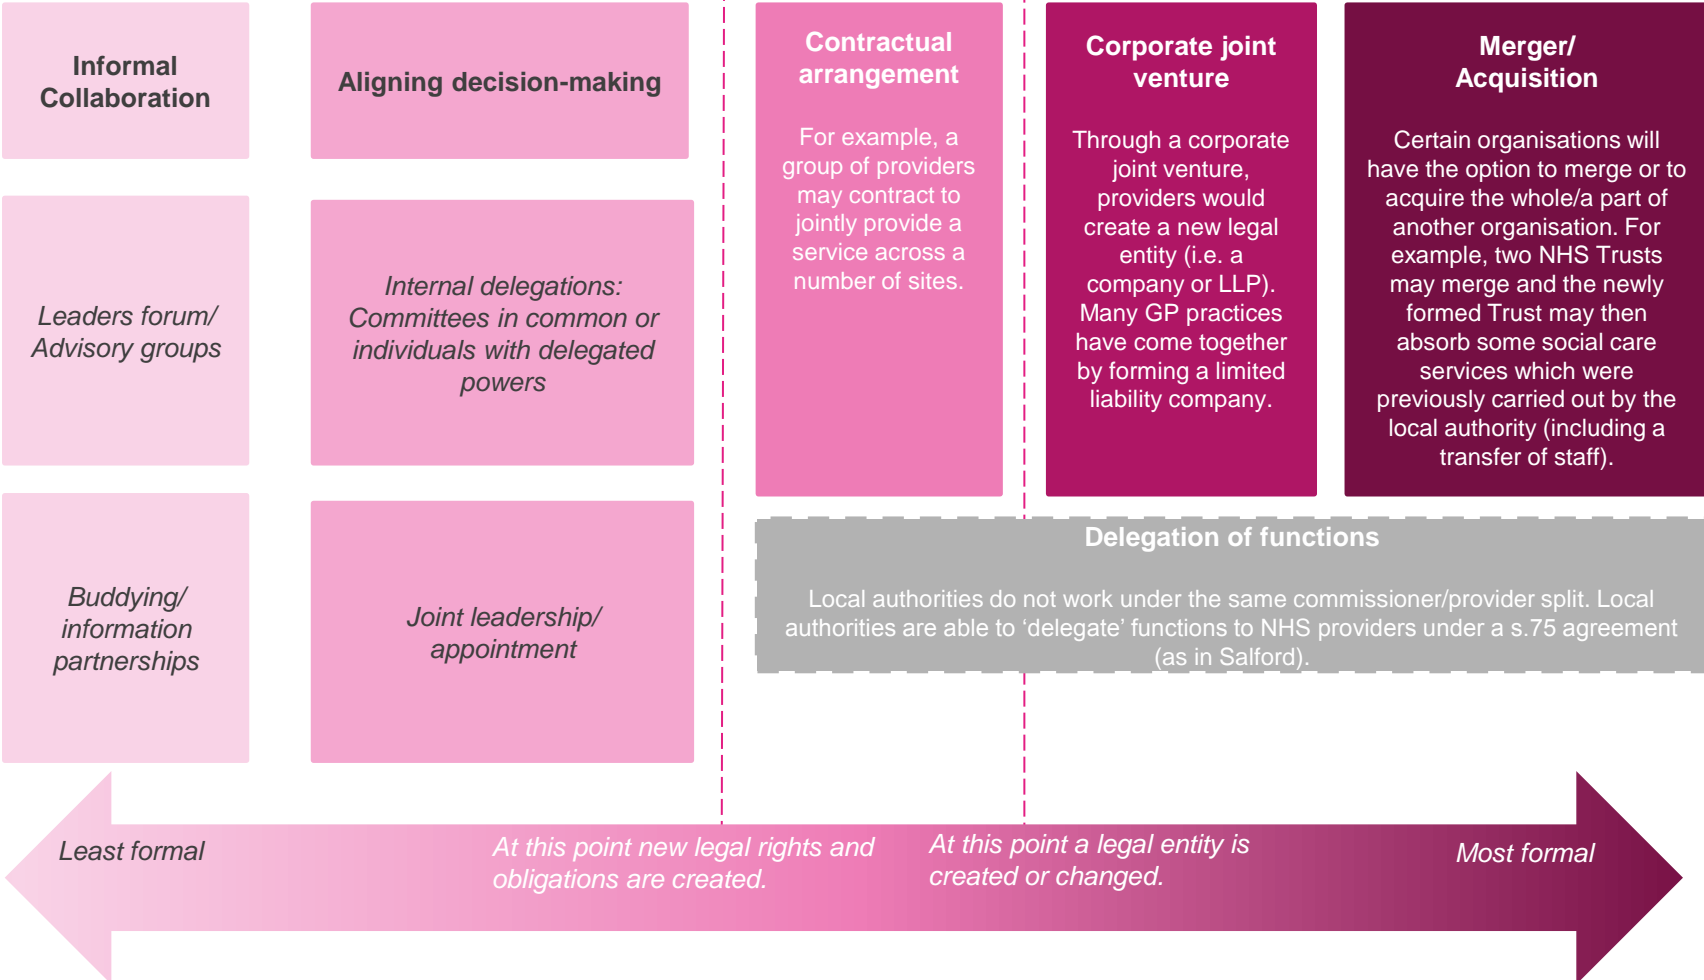 Informal
Collaboration
Leaders forum/
Advisory groups
Buddying/
information
partnerships
Aligning decision-making
Internal delegations:
Committees in common or
individuals with delegated
powers
Joint leadership/
appointment
Contractual
arrangement
For example, a
group of providers
may contract to
jointly provide a
service across a
number of sites.
Corporate joint
venture
Through a corporate
joint venture,
providers would
create a new legal
entity (i.e. a
company or LLP).
Many GP practices
have come together
by forming a limited
liability company.
Merger/
Acquisition
Certain organisations will
have the option to merge or to
acquire the whole/a part of
another organisation. For
example, two NHS Trusts
may merge and the newly
formed Trust may then
absorb some social care
services which were
previously carried out by the
local authority (including a
transfer of staff).
Delegation of functions
Local authorities do not work under the same commissioner/provider split. Local
authorities are able to ‘delegate’ functions to NHS providers under a s.75 agreement
(as in Salford).
Least formal
At this point new legal rights and
obligations are created.
At this point a legal entity is
created or changed.
Most formal